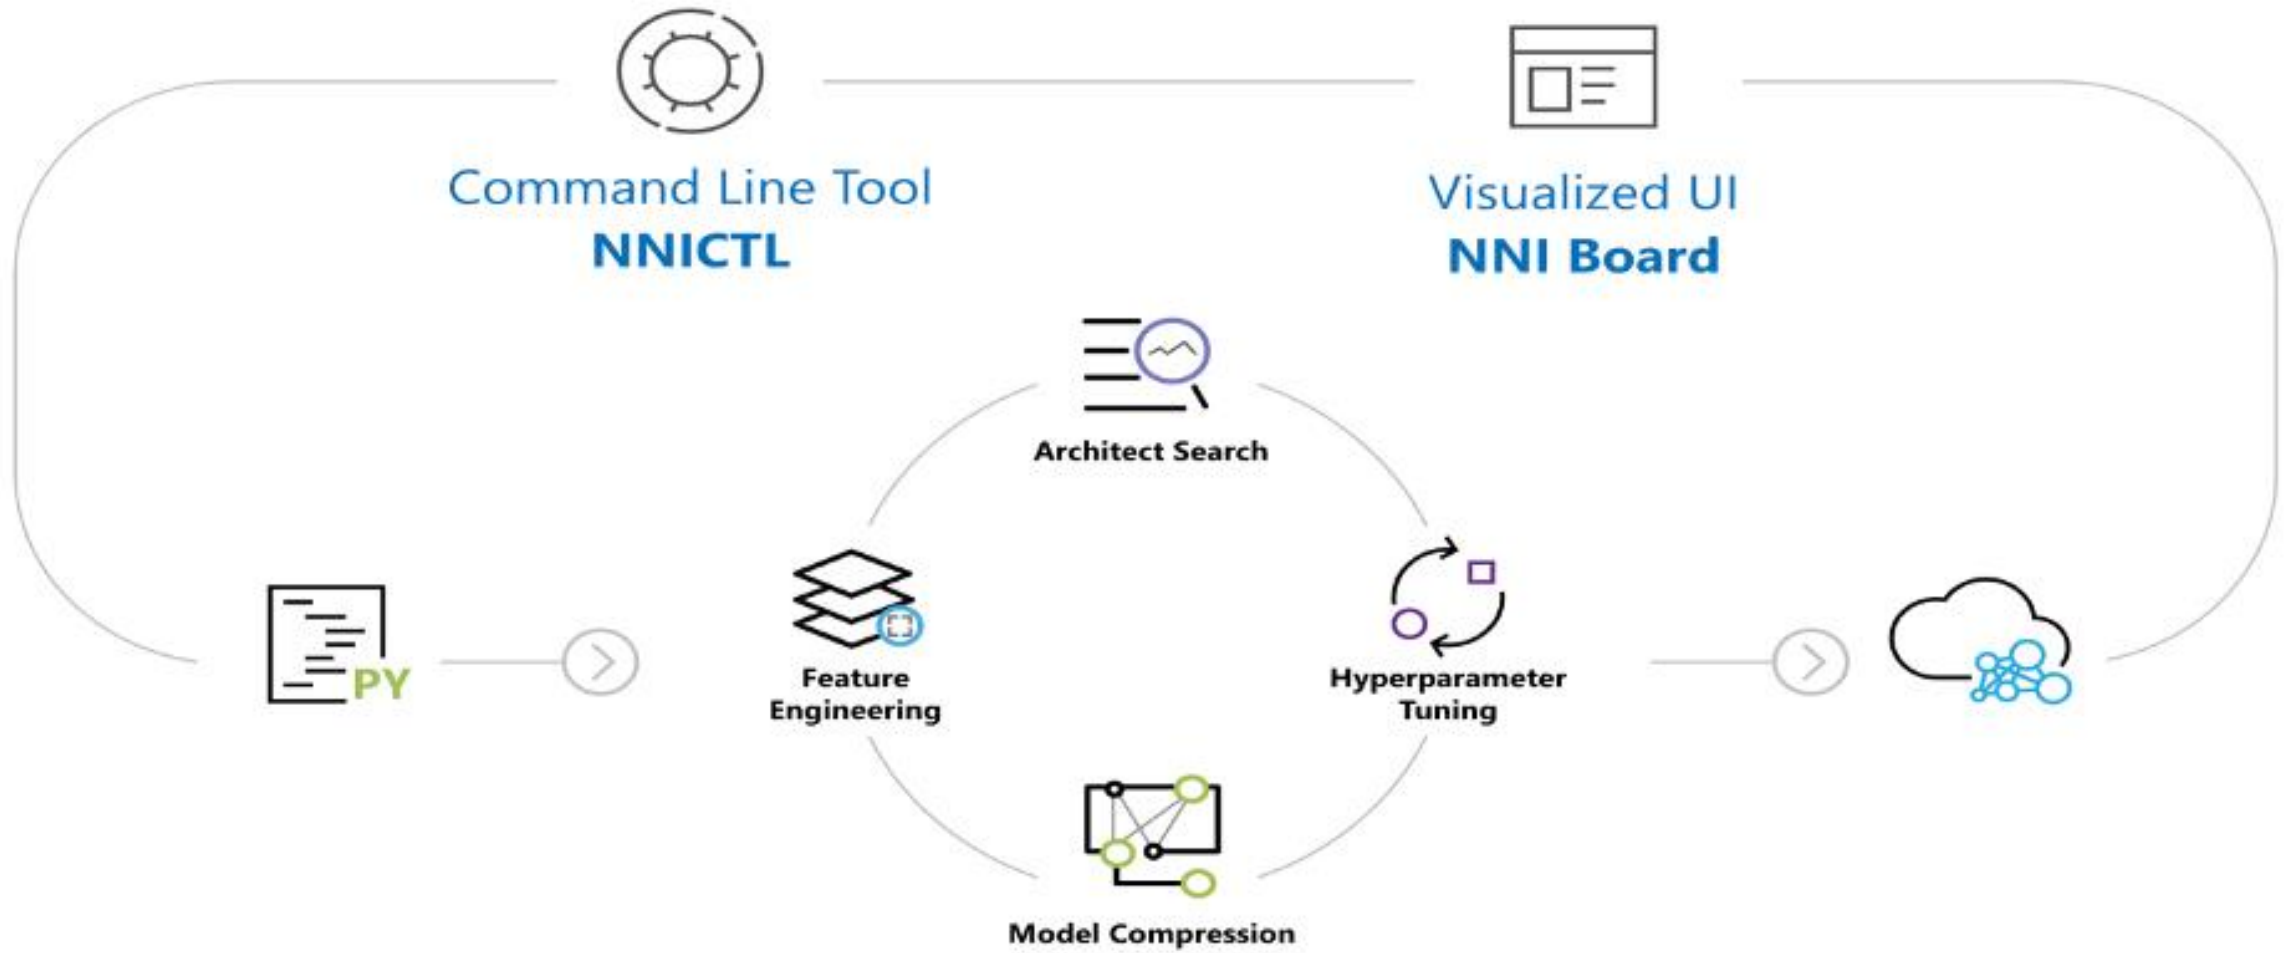 Command Line Tool
NNICTL
Visualized UI
NNI Board
Architect Search
PY
Feature
Engineering
Hyperparameter
Tuning
Model Compression